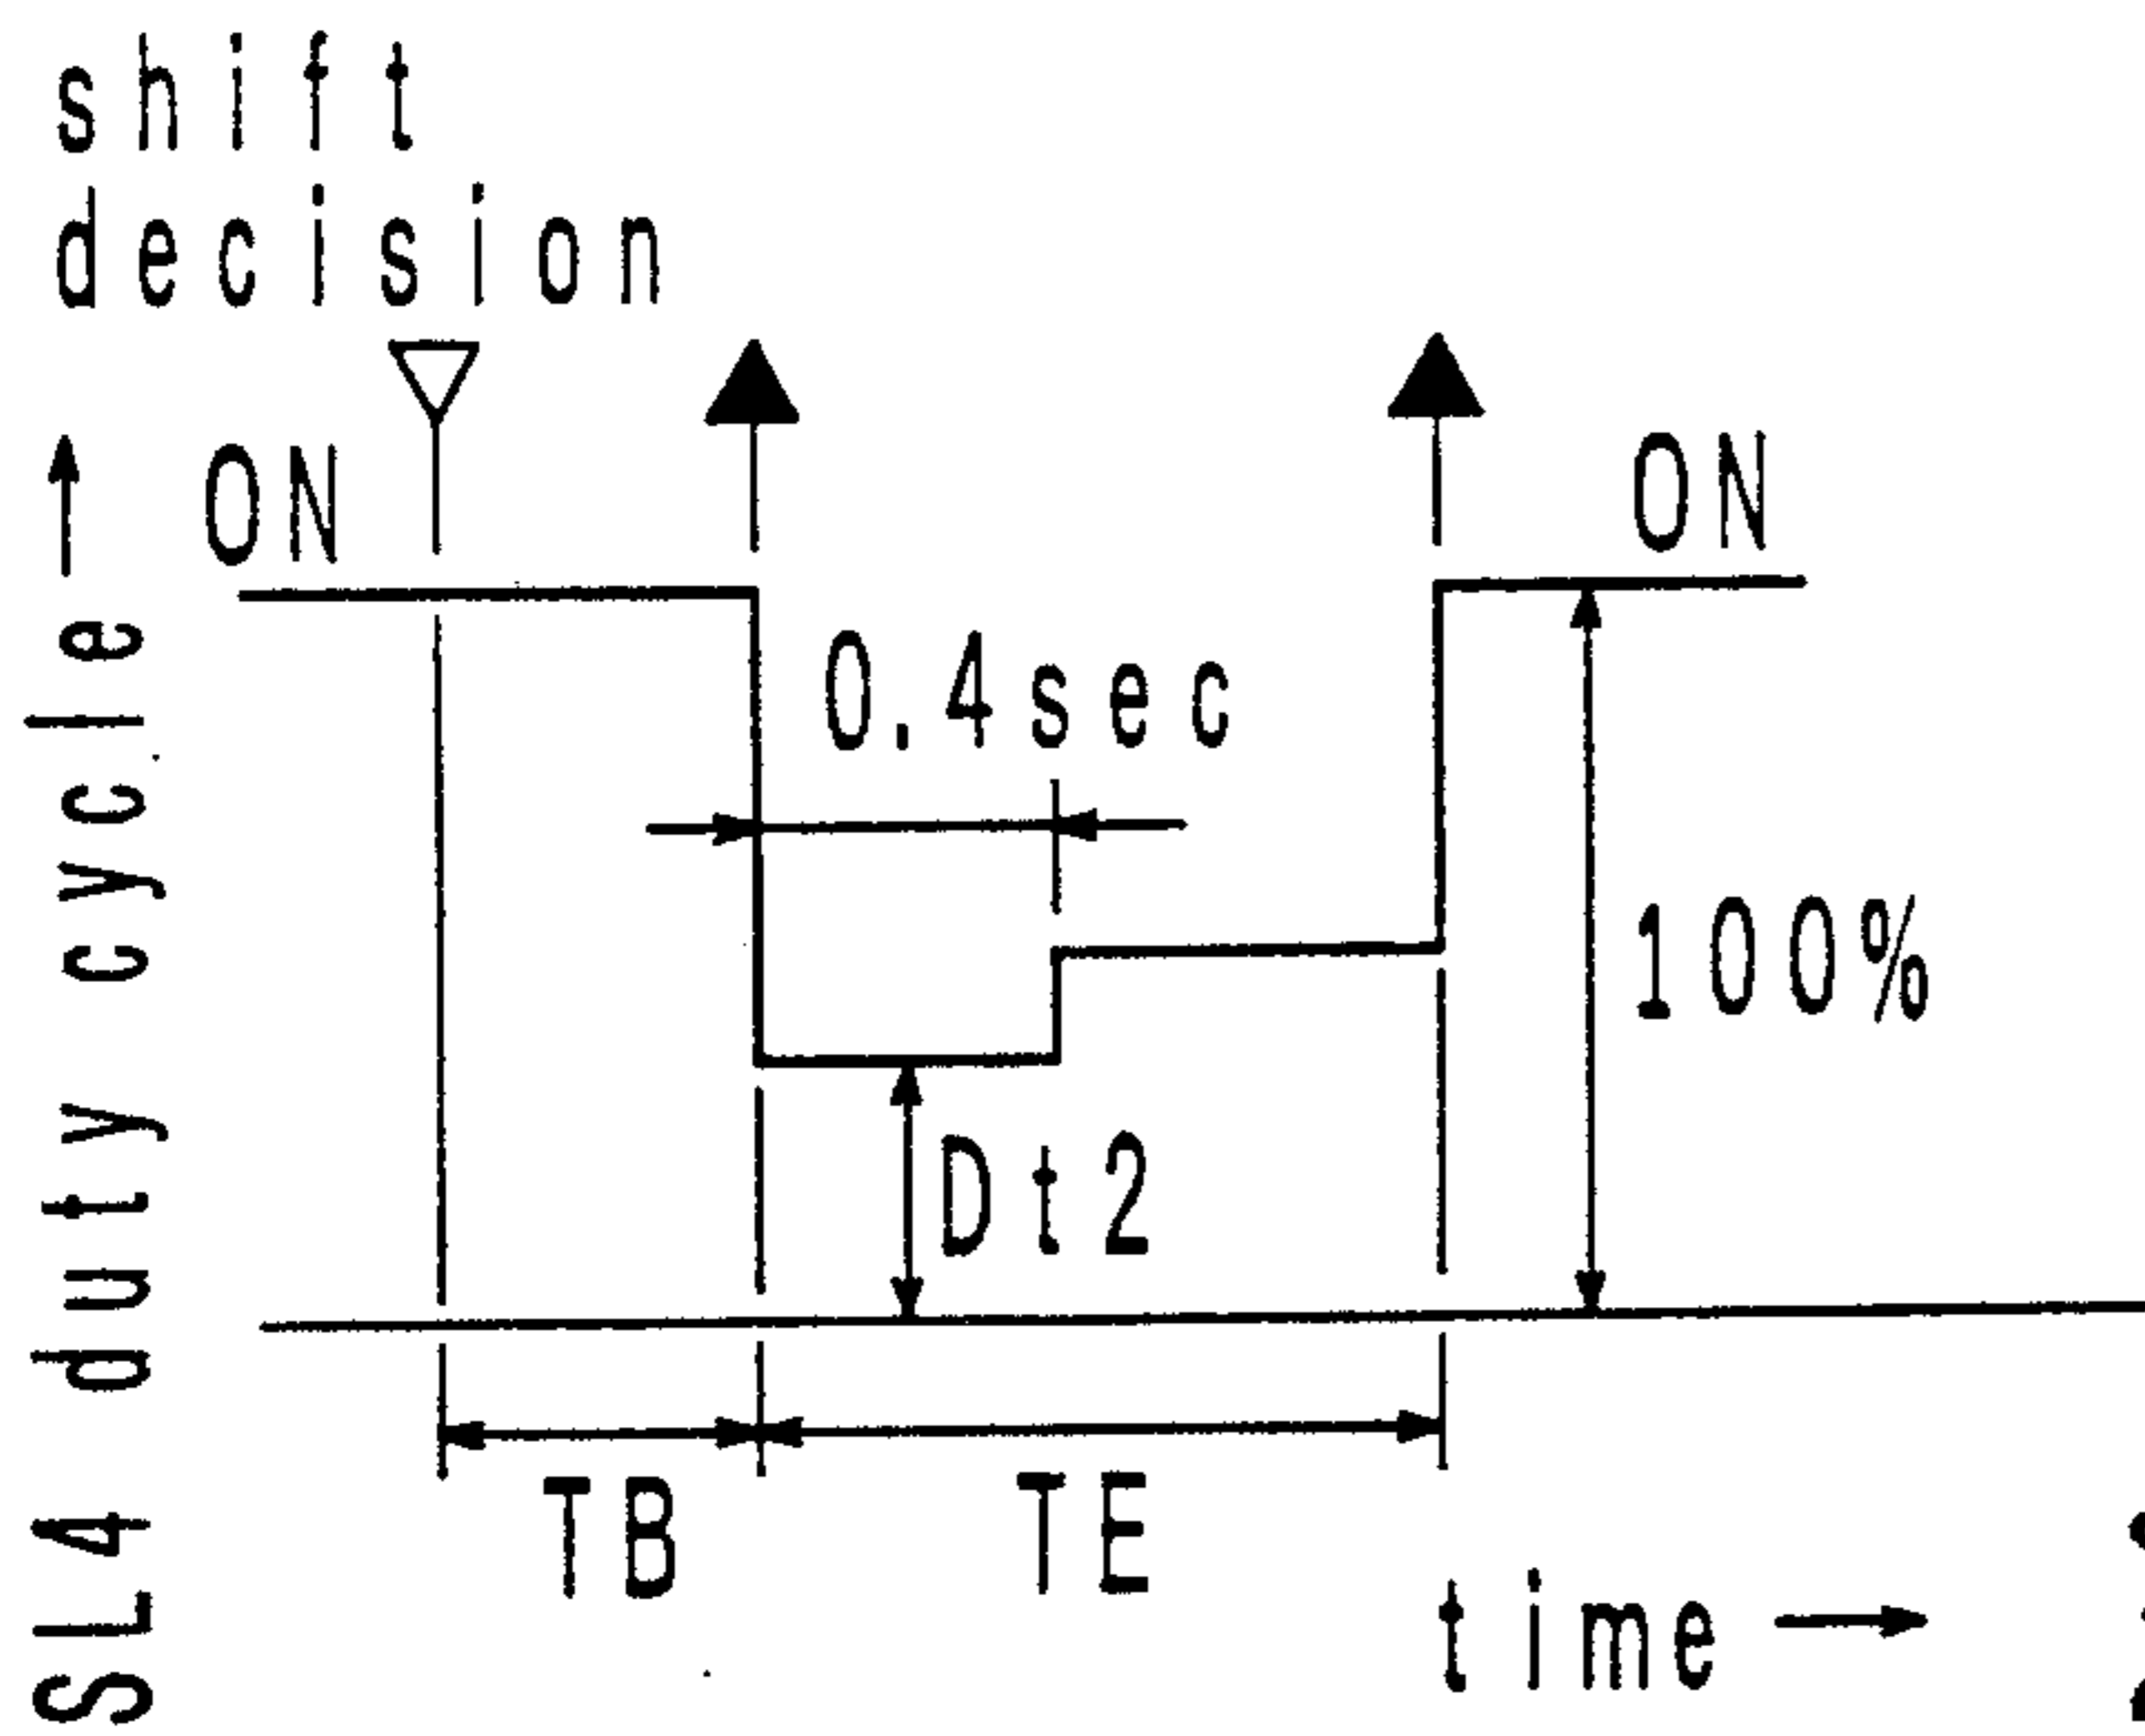 shift
decision
ON
ON
0.4sec
100%
Dt2
TB
TE
time
SL4 duty cycle